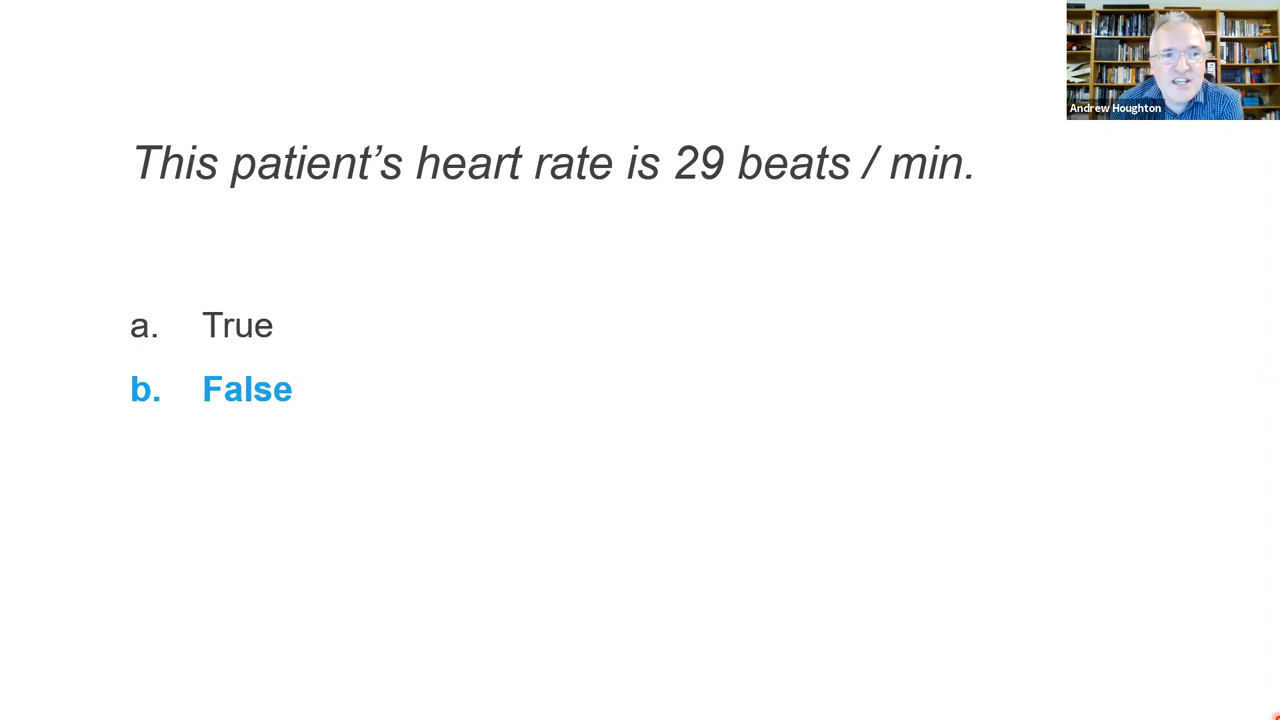 Andrew Houghton
This patient’s heart rate is 29 beats / min.
a. True
b. False